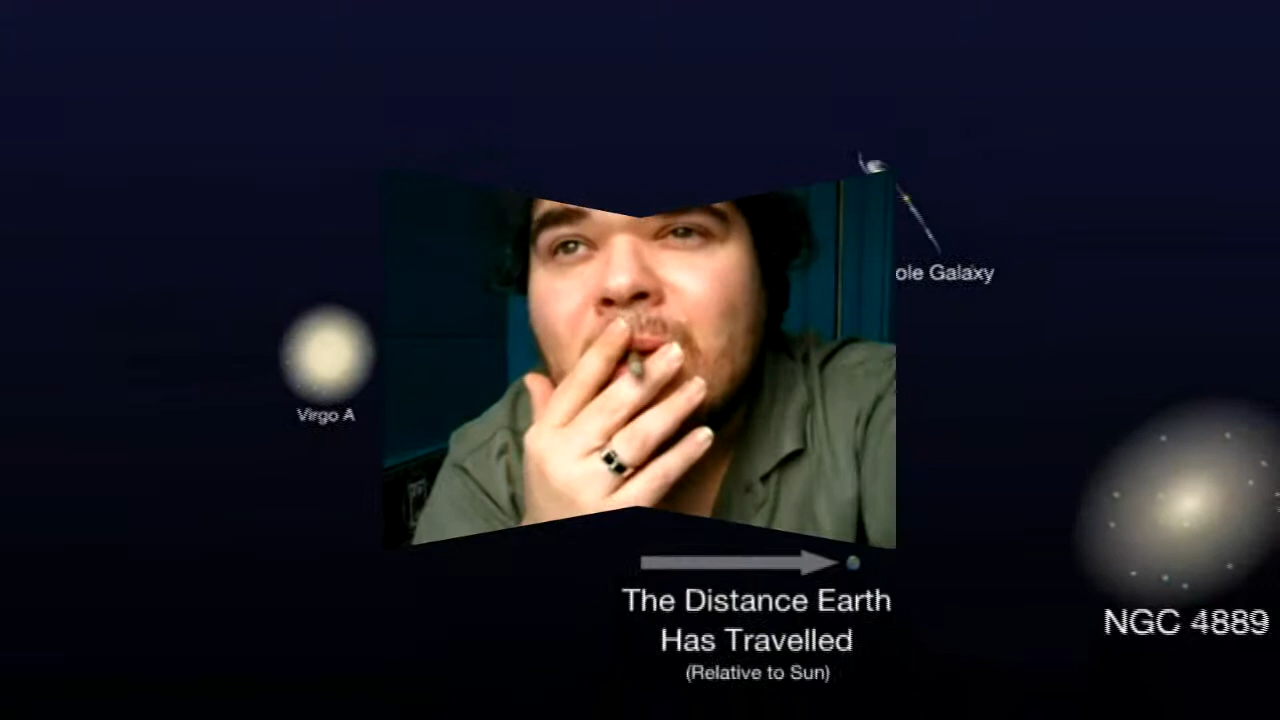 ole Galaxy
Virgo A
The Distance Earth
Has Travelled
(Relative to Sun)
NGC 4889